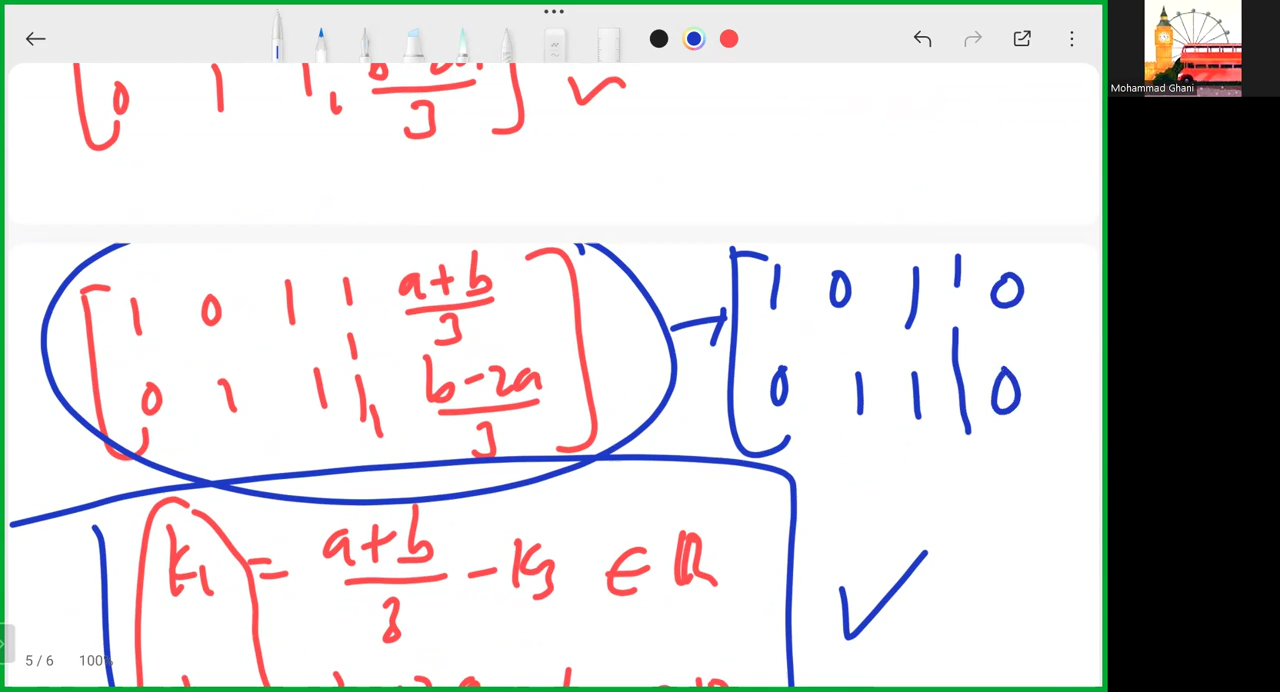 0 1 1 b-2a/3 ✓
[1 0 1 | a+b/3] → [1 0 1 | 0]
[0 1 1 | b-2a/3] [0 1 1 | 0]
k₁ = a+b/3 - k₃ ∈ ℝ ✓
5 / 6 100%
Mohammad Ghani